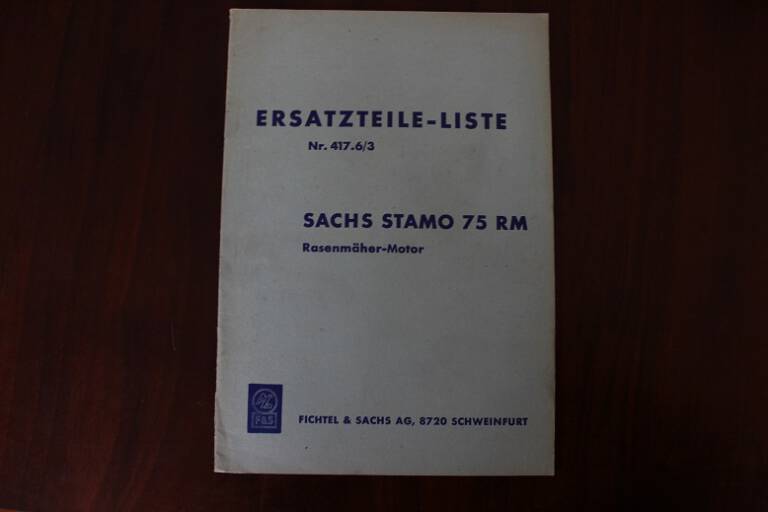 ERSATZTEILE-LISTE
Nr. 417.6/3
SACHS STAMO 75 RM
Rasenmäher-Motor
F&S
FICHTEL & SACHS AG, 8720 SCHWEINFURT